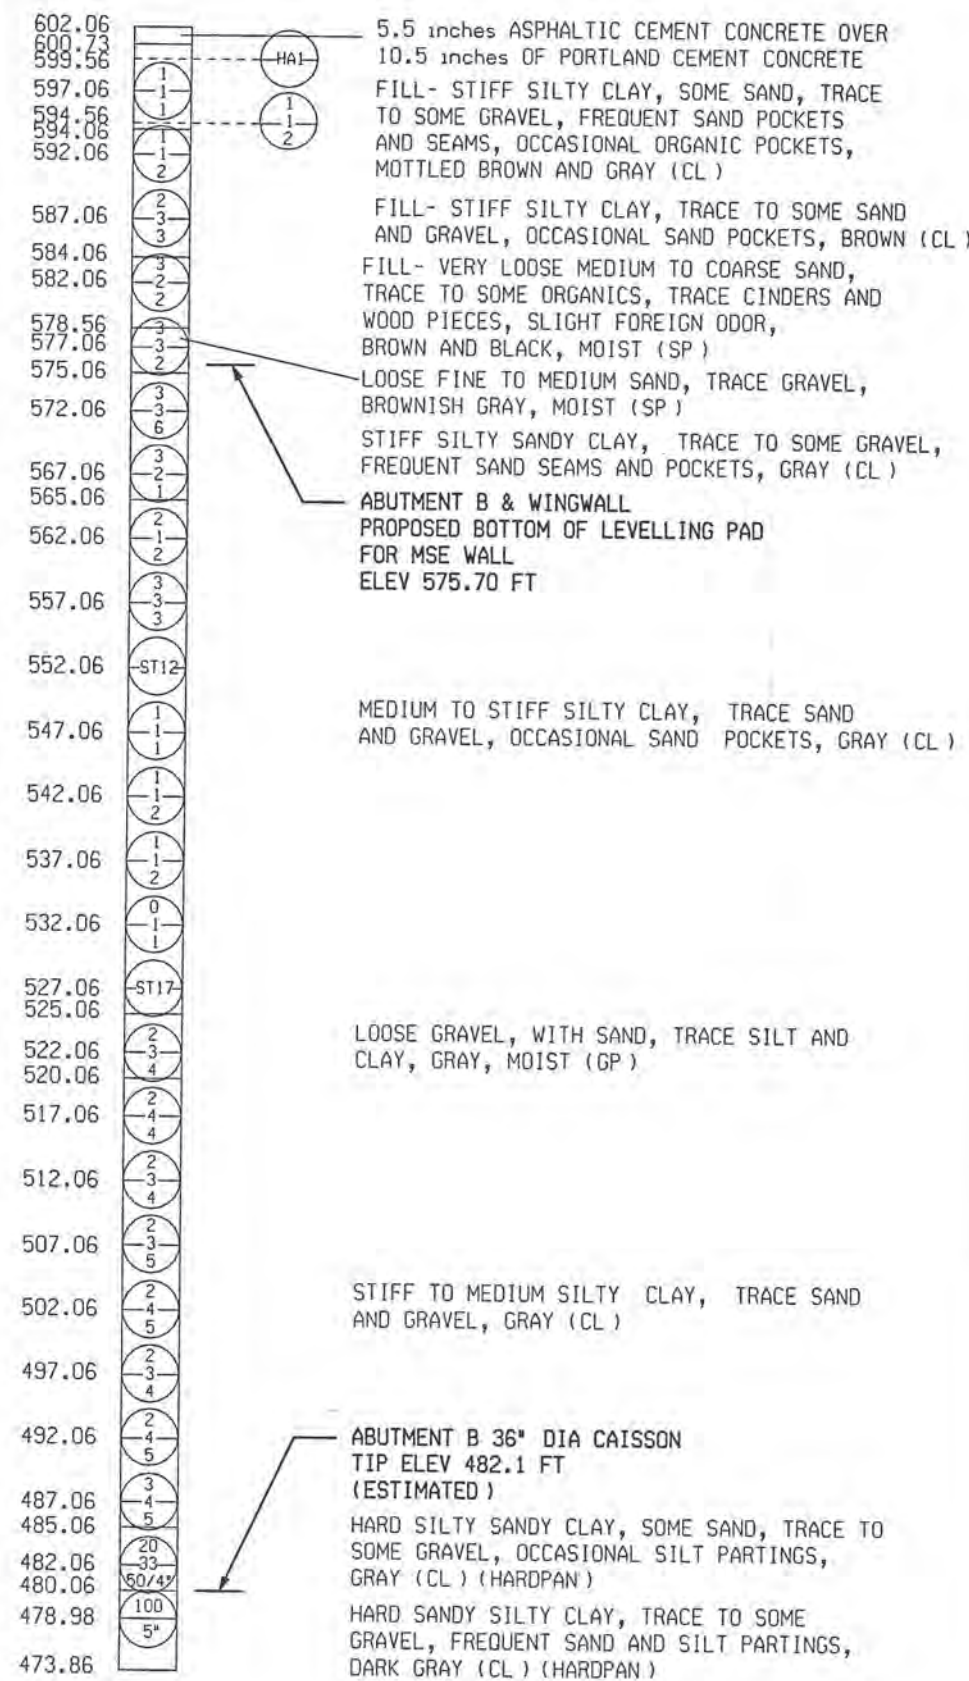 602.06
5.5 inches ASPHALTIC CEMENT CONCRETE OVER
600.73
599.56
HA1
10.5 inches OF PORTLAND CEMENT CONCRETE
597.06
1
1
1
FILL- STIFF SILTY CLAY, SOME SAND, TRACE
TO SOME GRAVEL, FREQUENT SAND POCKETS
AND SEAMS, OCCASIONAL ORGANIC POCKETS,
MOTTLED BROWN AND GRAY (CL)
594.56
1
1
2
594.06
592.06
1
1
2
587.06
2
3
3
FILL- STIFF SILTY CLAY, TRACE TO SOME SAND
AND GRAVEL, OCCASIONAL SAND POCKETS, BROWN (CL)
584.06
582.06
3
2
2
FILL- VERY LOOSE MEDIUM TO COARSE SAND,
TRACE TO SOME ORGANICS, TRACE CINDERS AND
WOOD PIECES, SLIGHT FOREIGN ODOR,
BROWN AND BLACK, MOIST (SP)
578.56
577.06
3
3
2
575.06
LOOSE FINE TO MEDIUM SAND, TRACE GRAVEL,
BROWNISH GRAY, MOIST (SP)
572.06
3
3
6
STIFF SILTY SANDY CLAY, TRACE TO SOME GRAVEL,
FREQUENT SAND SEAMS AND POCKETS, GRAY (CL)
567.06
3
2
1
565.06
ABUTMENT B & WINGWALL
PROPOSED BOTTOM OF LEVELLING PAD
FOR MSE WALL
ELEV 575.70 FT
562.06
2
1
2
557.06
3
3
3
552.06
ST12
547.06
1
1
1
MEDIUM TO STIFF SILTY CLAY, TRACE SAND
AND GRAVEL, OCCASIONAL SAND POCKETS, GRAY (CL)
542.06
1
1
2
537.06
1
1
2
532.06
0
1
1
527.06
ST17
525.06
522.06
2
3
4
LOOSE GRAVEL, WITH SAND, TRACE SILT AND
CLAY, GRAY, MOIST (GP)
520.06
517.06
2
4
4
512.06
2
3
4
507.06
2
3
5
502.06
2
4
5
STIFF TO MEDIUM SILTY CLAY, TRACE SAND
AND GRAVEL, GRAY (CL)
497.06
2
3
4
492.06
2
4
5
ABUTMENT B 36" DIA CAISSON
TIP ELEV 482.1 FT
(ESTIMATED)
487.06
3
4
5
485.06
482.06
20
33
50/4"
HARD SILTY SANDY CLAY, SOME SAND, TRACE TO
SOME GRAVEL, OCCASIONAL SILT PARTINGS,
GRAY (CL) (HARDPAN)
480.06
478.98
100
5"
HARD SANDY SILTY CLAY, TRACE TO SOME
GRAVEL, FREQUENT SAND AND SILT PARTINGS,
DARK GRAY (CL) (HARDPAN)
473.86